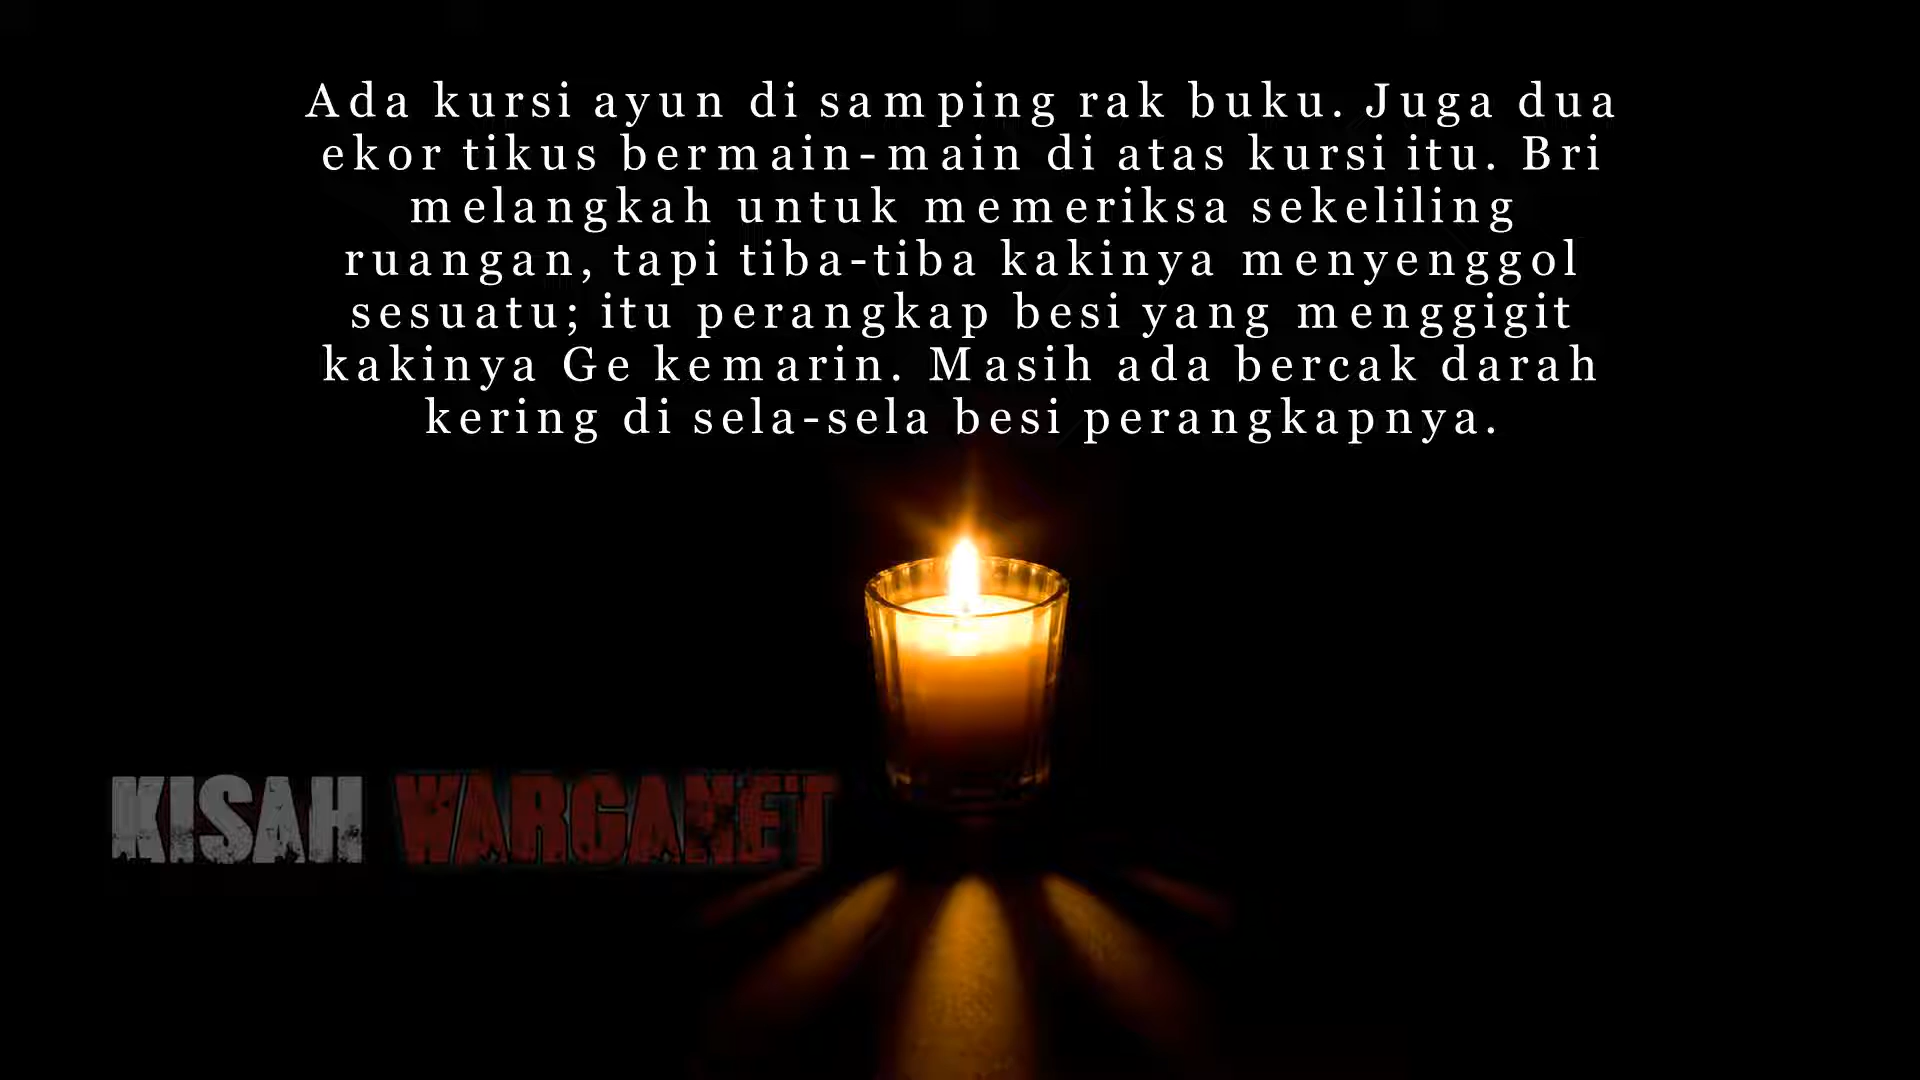 Ada kursi ayun di samping rak buku. Juga dua
ekor tikus bermain-main di atas kursi itu. Bri
melangkah untuk memeriksa sekeliling
ruangan, tapi tiba-tiba kakinya menyenggol
sesuatu; itu perangkap besi yang menggigit
kakinya Ge kemarin. Masih ada bercak darah
kering di sela-sela besi perangkapnya.
KISAH WARGANET